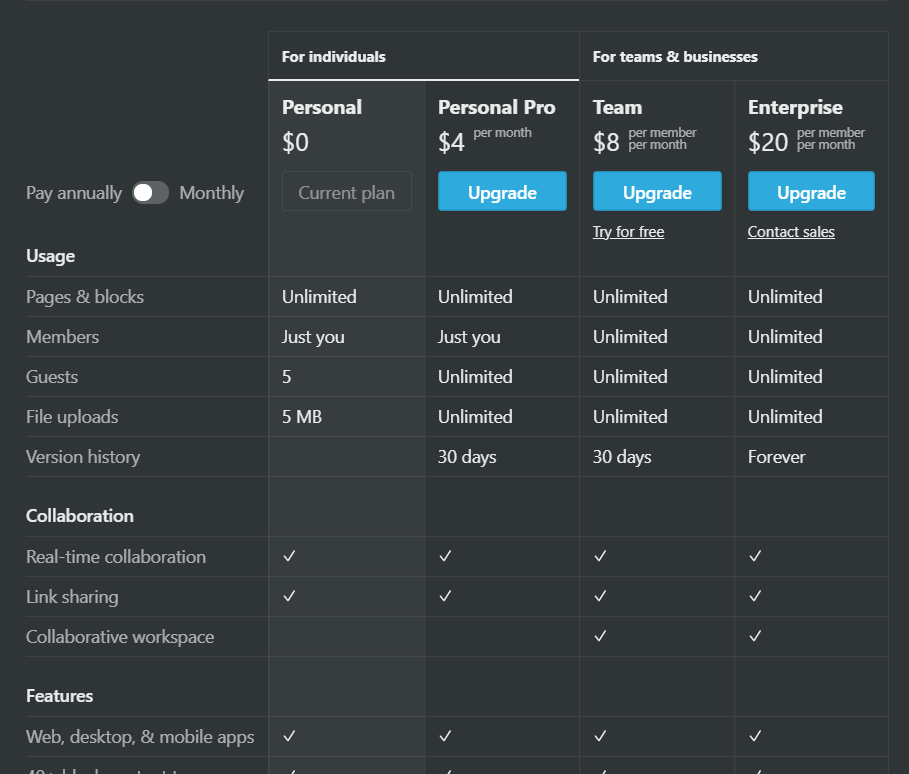 For individuals For teams & businesses
Personal Personal Pro Team Enterprise
$0 $4 per month $8 per member per month $20 per member per month
Pay annually Monthly Current plan Upgrade Upgrade Upgrade
Try for free Contact sales
Usage
Pages & blocks Unlimited Unlimited Unlimited Unlimited
Members Just you Just you Unlimited Unlimited
Guests 5 Unlimited Unlimited Unlimited
File uploads 5 MB Unlimited Unlimited Unlimited
Version history 30 days 30 days Forever
Collaboration
Real-time collaboration ✓ ✓ ✓ ✓
Link sharing ✓ ✓ ✓ ✓
Collaborative workspace ✓ ✓
Features
Web, desktop, & mobile apps ✓ ✓ ✓ ✓